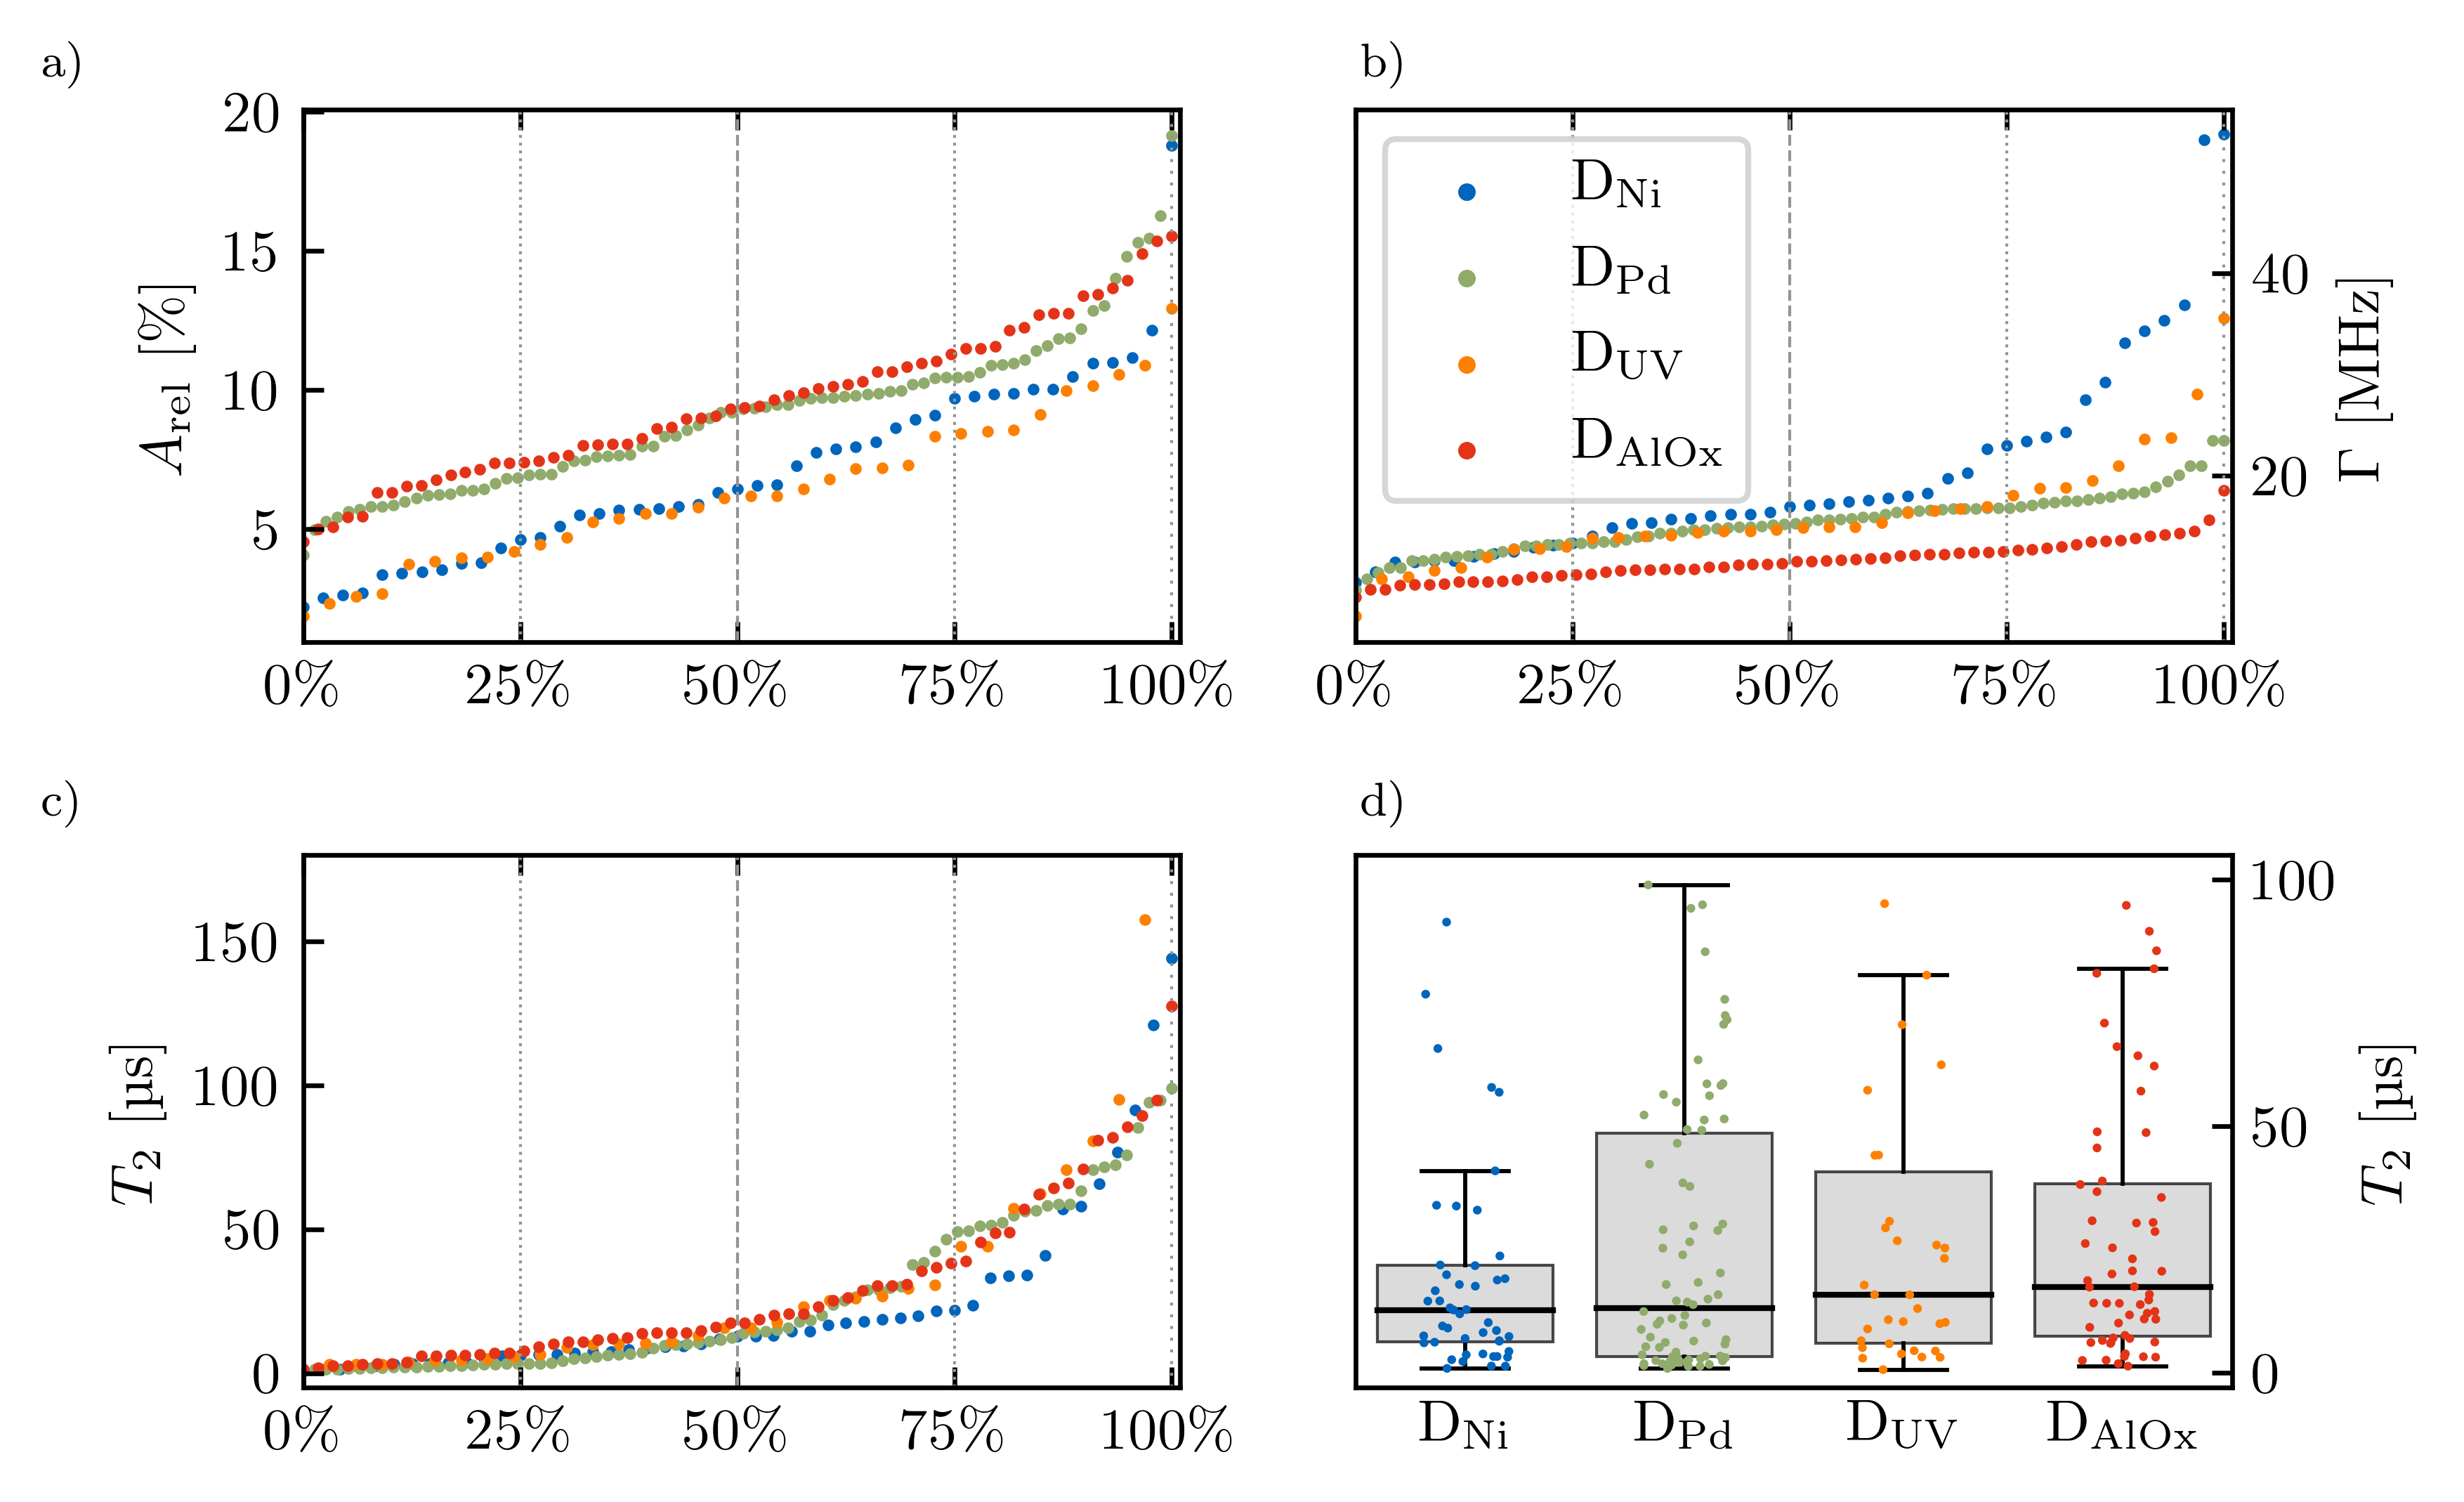 a)
20
15
10
5
A_rel [%]
0% 25% 50% 75% 100%
b)
D_Ni
D_Pd
D_UV
D_AlOx
40
20
Γ [MHz]
0% 25% 50% 75% 100%
c)
150
100
50
0
T_2 [µs]
0% 25% 50% 75% 100%
d)
100
50
0
T_2 [µs]
D_Ni D_Pd D_UV D_AlOx